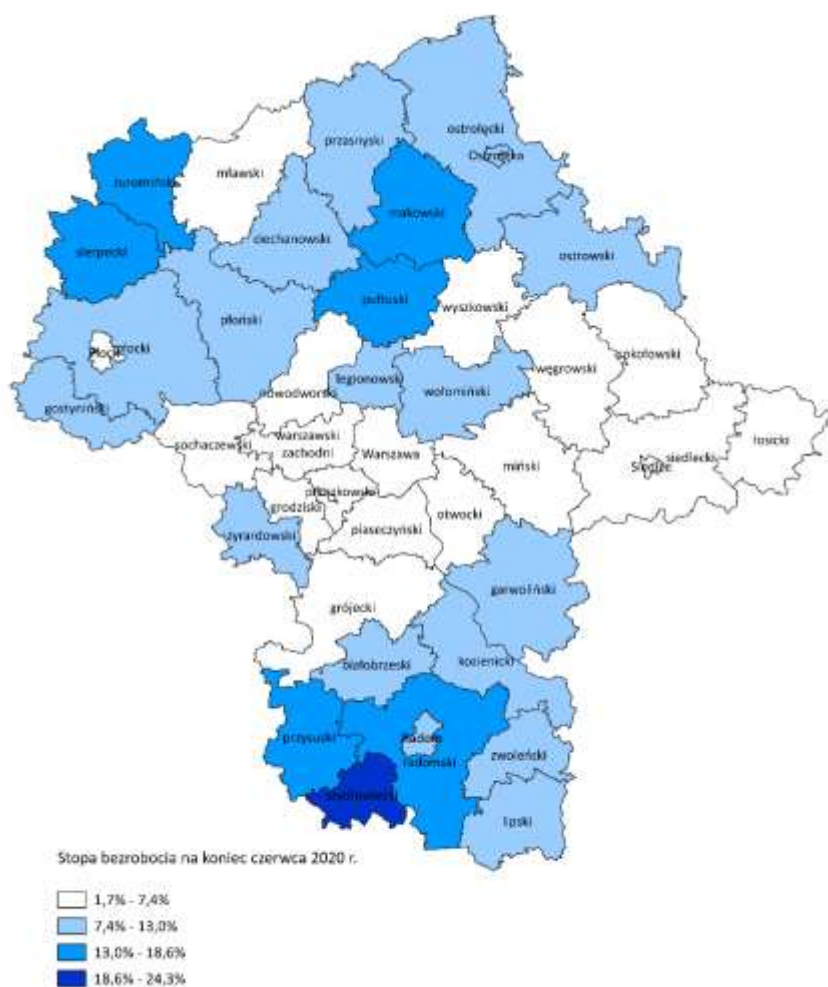 ostrołęcki
przasnyski
Ostrołęka
mławski
żuromiński
makowski
ciechanowski
sierpecki
ostrowski
pułtuski
wyszkowski
płoński
Płock
płocki
sokołowski
węgrowski
legionowski
wołomiński
nowodworski
gostyniński
sochaczewski
warszawski
zachodni
Warszawa
miński
Siedlce
siedlecki
łosicki
pruszkowski
grodziski
otwocki
piaseczyński
żyrardowski
garwoliński
grójecki
białobrzeski
kozienicki
przysuski
Radom
radomski
zwoleński
szydłowiecki
lipski
Stopa bezrobocia na koniec czerwca 2020 r.
1,7% - 7,4%
7,4% - 13,0%
13,0% - 18,6%
18,6% - 24,3%